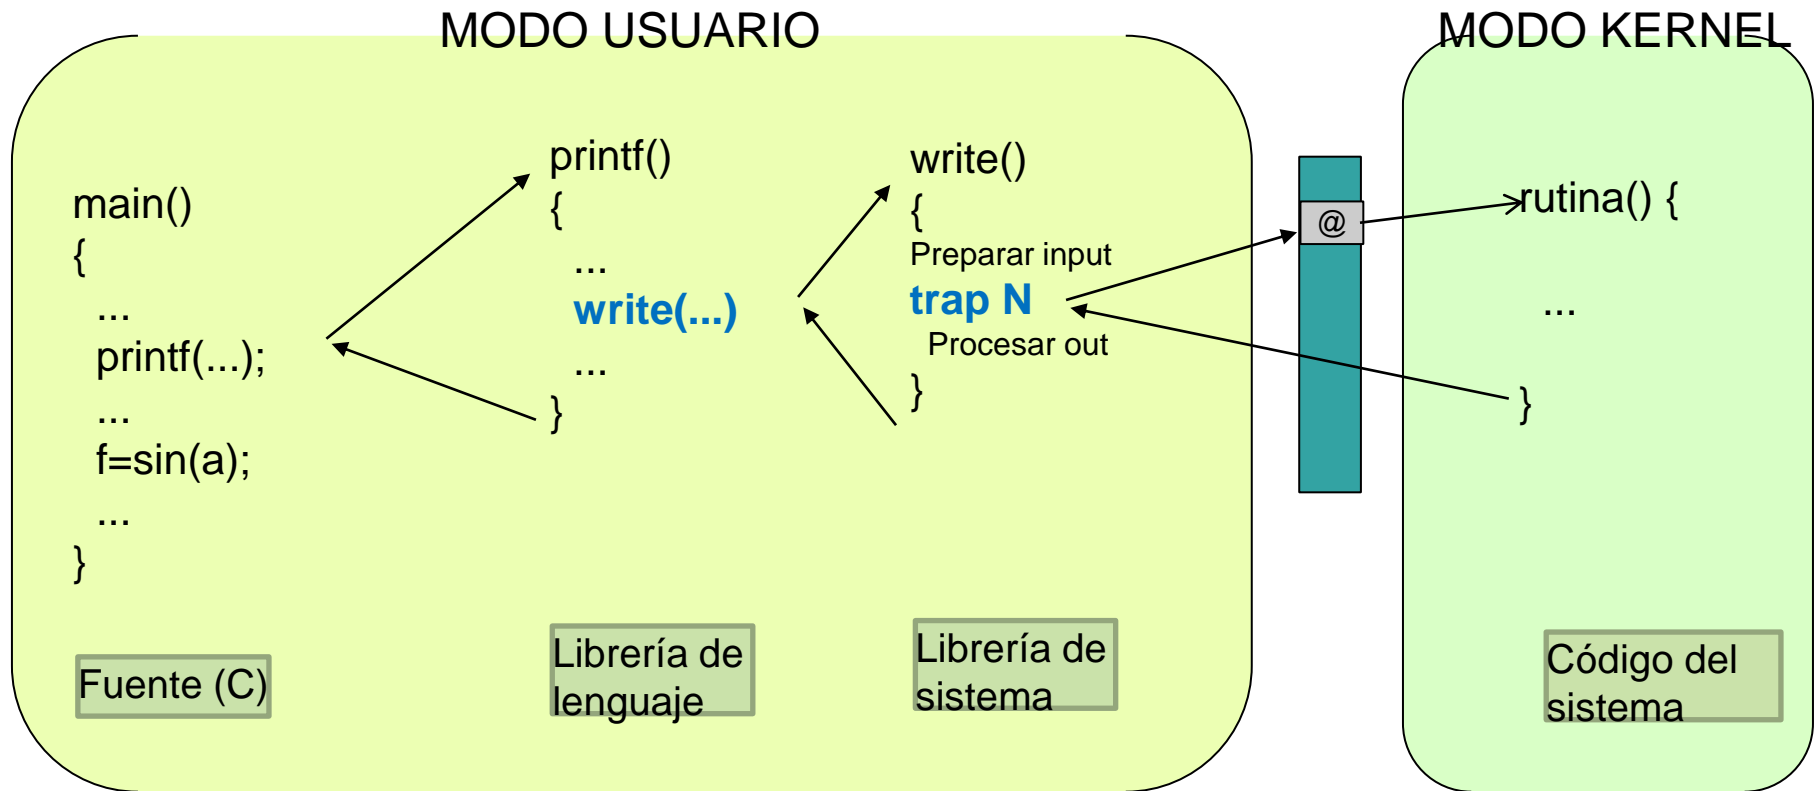 MODO USUARIO
MODO KERNEL
main()
{
...
printf(...);
...
f=sin(a);
...
}
Fuente (C)
printf()
{
...
write(...)
...
}
Librería de
lenguaje
write()
{
Preparar input
trap N
Procesar out
}
Librería de
sistema
@
rutina() {
...
}
Código del
sistema